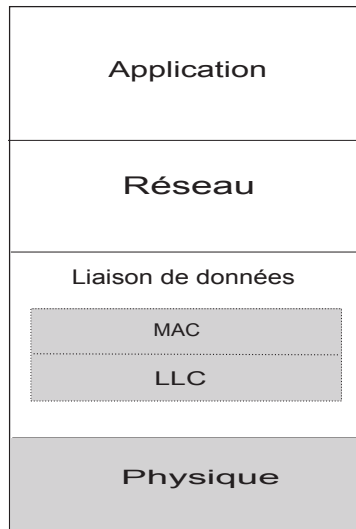 Application
Réseau
Liaison de données
MAC
LLC
Physique